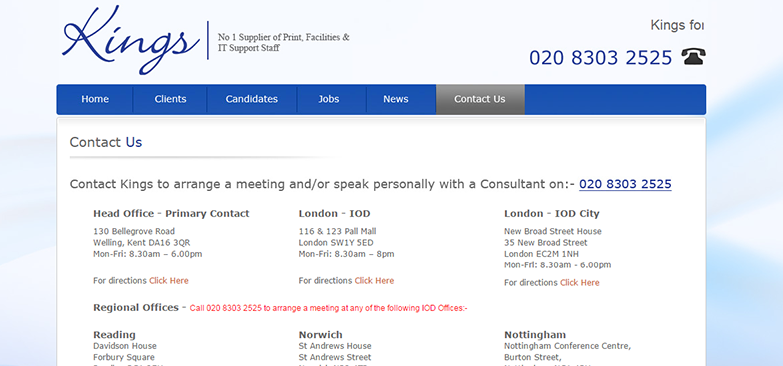 Kings
No 1 Supplier of Print, Facilities &
IT Support Staff
Kings for
020 8303 2525
Home Clients Candidates Jobs News Contact Us
Contact Us
Contact Kings to arrange a meeting and/or speak personally with a Consultant on:- 020 8303 2525
Head Office - Primary Contact
130 Bellegrove Road
Welling, Kent DA16 3QR
Mon-Fri: 8.30am – 6.00pm
For directions Click Here
London - IOD
116 & 123 Pall Mall
London SW1Y 5ED
Mon-Fri: 8.30am – 8pm
For directions Click Here
London - IOD City
New Broad Street House
35 New Broad Street
London EC2M 1NH
Mon-Fri: 8.30am - 6.00pm
For directions Click Here
Regional Offices - Call 020 8303 2525 to arrange a meeting at any of the following IOD Offices:-
Reading
Davidson House
Forbury Square
Norwich
St Andrews House
St Andrews Street
Nottingham
Nottingham Conference Centre,
Burton Street,